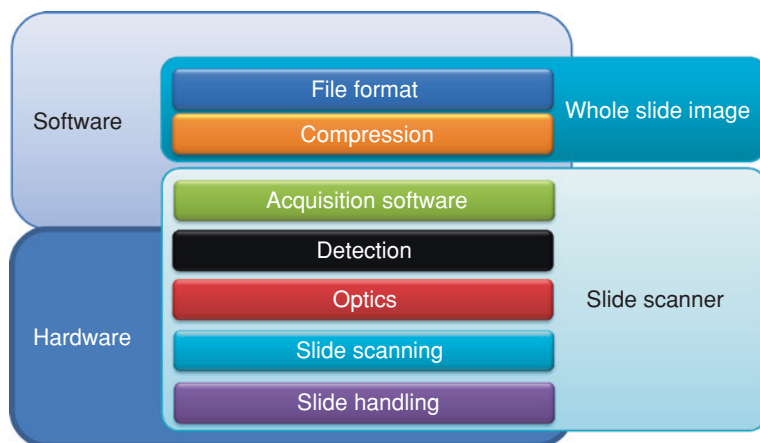 File format
Software
Whole slide image
Compression
Acquisition software
Detection
Optics
Slide scanner
Hardware
Slide scanning
Slide handling